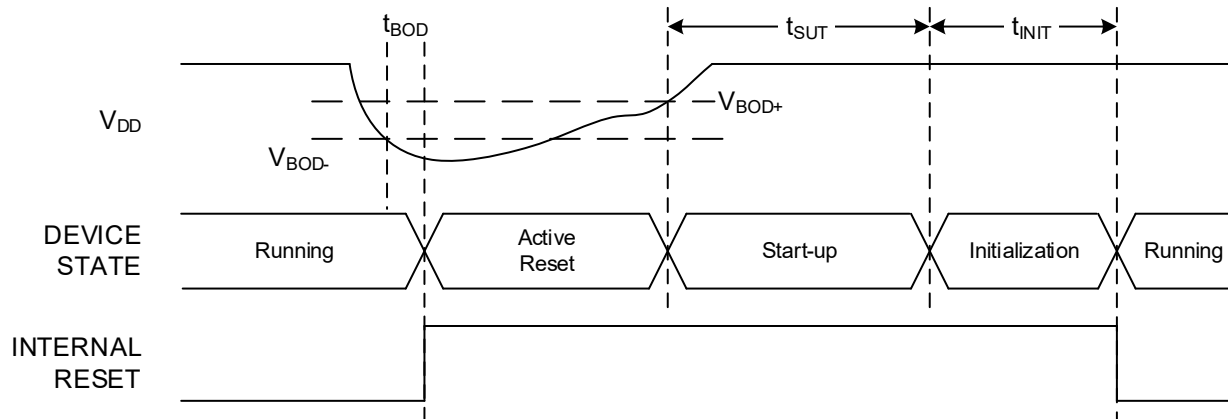 tBOD
tSUT
tINIT
VDD
VBOD+
VBOD-
DEVICE
STATE
Running
Active
Reset
Start-up
Initialization
Running
INTERNAL
RESET